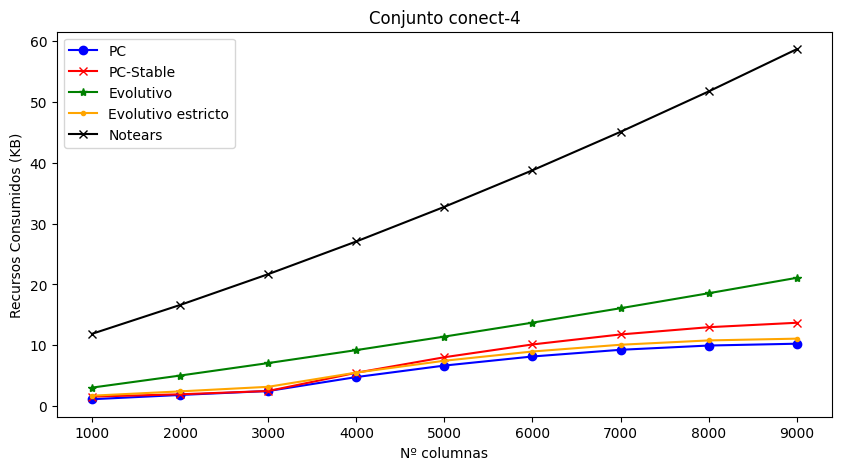 Conjunto conect-4
PC
PC-Stable
Evolutivo
Evolutivo estricto
Notears
Recursos Consumidos (KB)
60
50
40
30
20
10
0
1000 2000 3000 4000 5000 6000 7000 8000 9000
Nº columnas